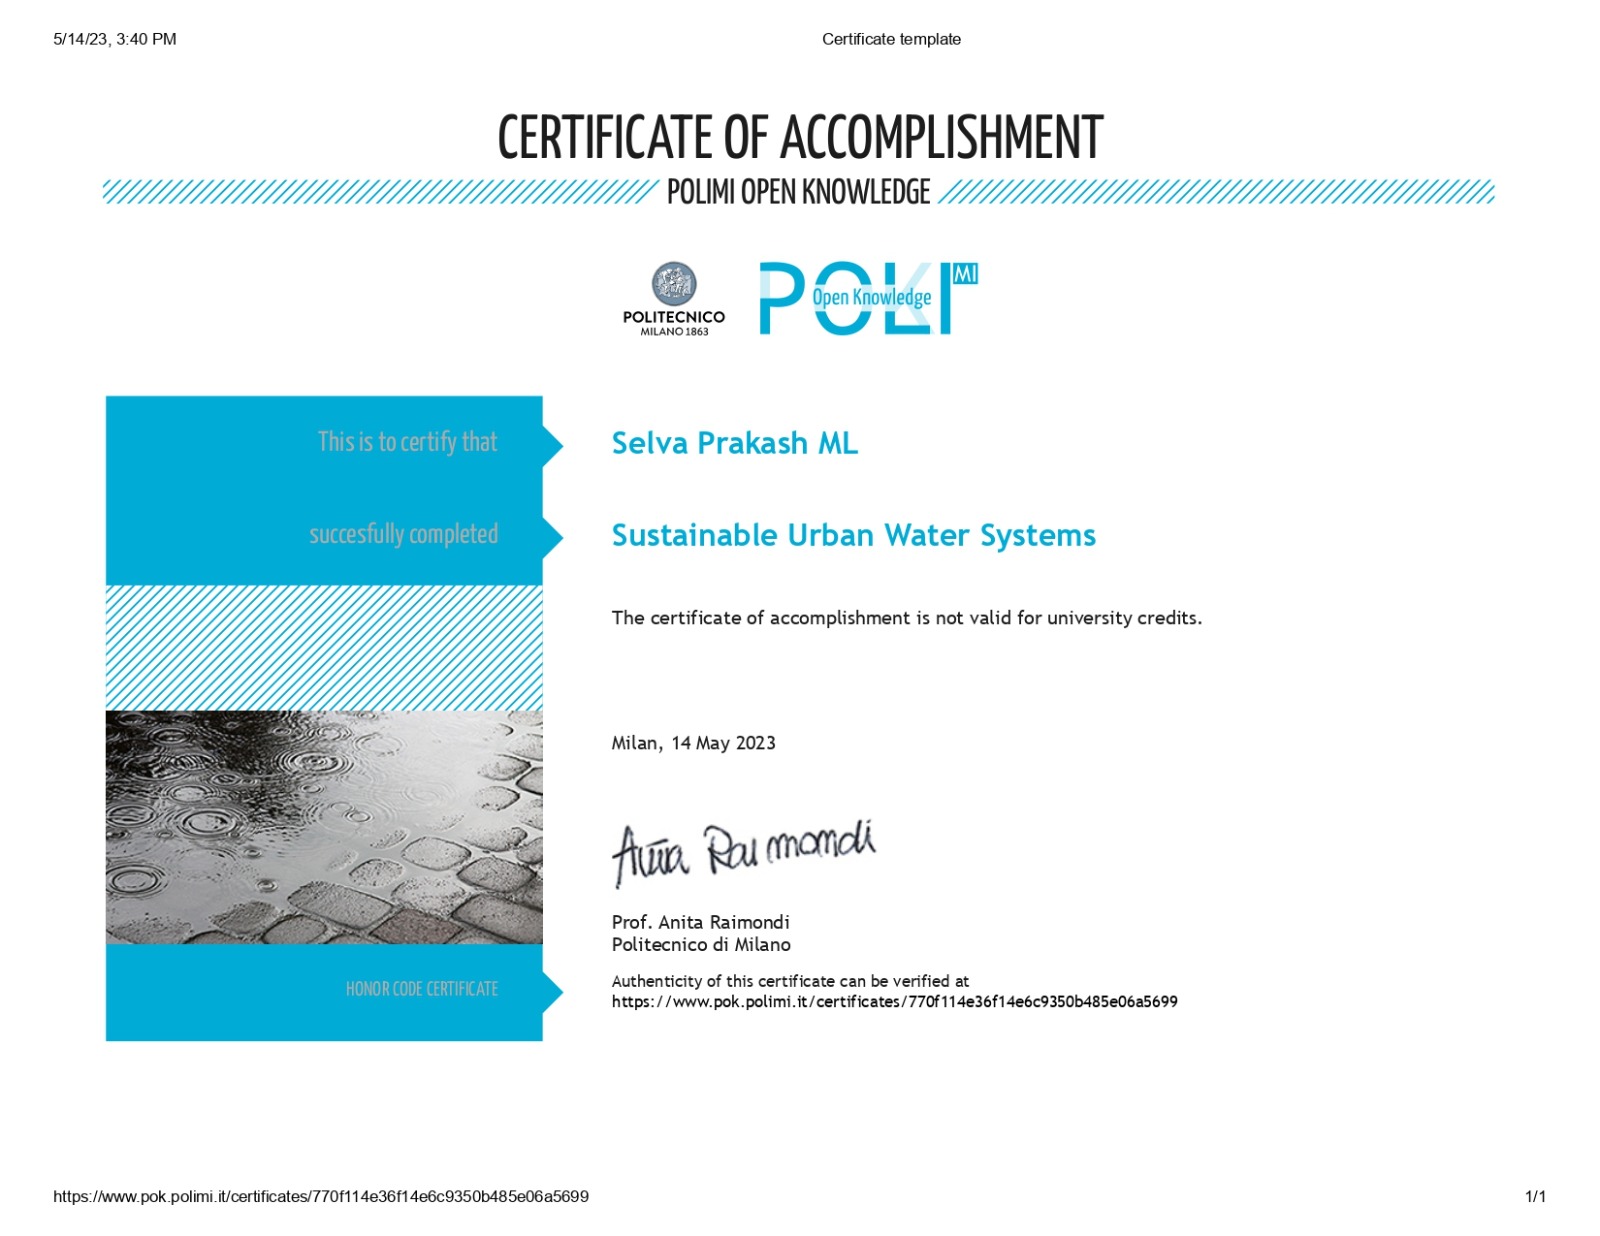 5/14/23, 3:40 PM Certificate template
CERTIFICATE OF ACCOMPLISHMENT
POLIMI OPEN KNOWLEDGE
POLITECNICO
MILANO 1863
POK MI
Open Knowledge
This is to certify that Selva Prakash ML
succesfully completed Sustainable Urban Water Systems
The certificate of accomplishment is not valid for university credits.
Milan, 14 May 2023
Anita Raimondi
Prof. Anita Raimondi
Politecnico di Milano
HONOR CODE CERTIFICATE
Authenticity of this certificate can be verified at
https://www.pok.polimi.it/certificates/770f114e36f14e6c9350b485e06a5699
https://www.pok.polimi.it/certificates/770f114e36f14e6c9350b485e06a5699 1/1